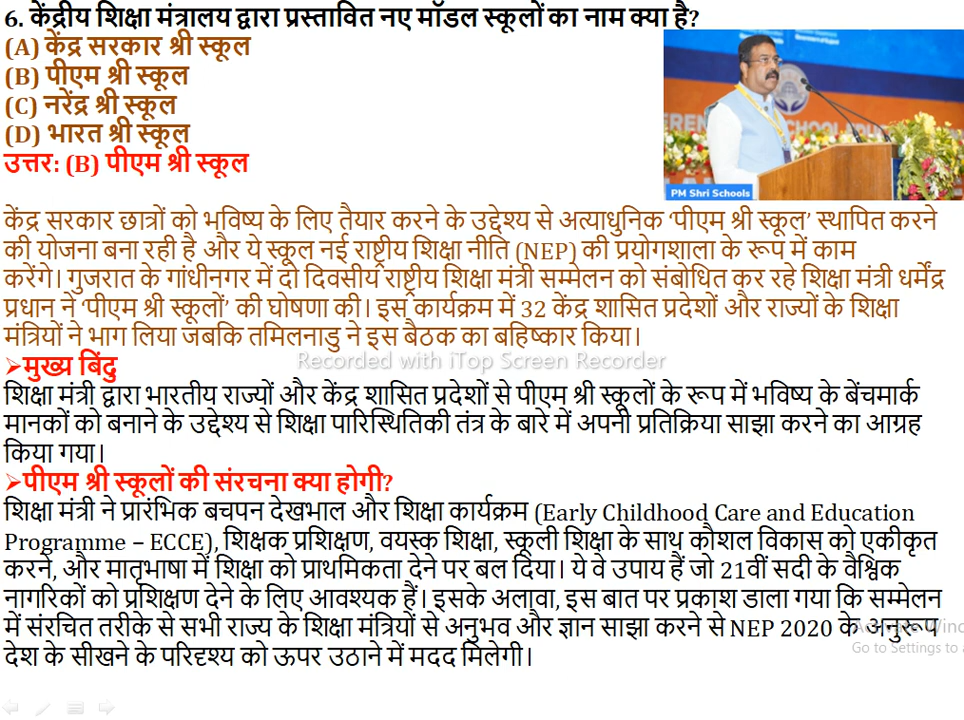 6. केंद्रीय शिक्षा मंत्रालय द्वारा प्रस्तावित नए मॉडल स्कूलों का नाम क्या है?
(A) केंद्र सरकार श्री स्कूल
(B) पीएम श्री स्कूल
(C) नरेंद्र श्री स्कूल
(D) भारत श्री स्कूल
उत्तर: (B) पीएम श्री स्कूल
PM Shri Schools
केंद्र सरकार छात्रों को भविष्य के लिए तैयार करने के उद्देश्य से अत्याधुनिक ‘पीएम श्री स्कूल’ स्थापित करने
की योजना बना रही है और ये स्कूल नई राष्ट्रीय शिक्षा नीति (NEP) की प्रयोगशाला के रूप में काम
करेंगे। गुजरात के गांधीनगर में दो दिवसीय राष्ट्रीय शिक्षा मंत्री सम्मेलन को संबोधित कर रहे शिक्षा मंत्री धर्मेंद्र
प्रधान ने ‘पीएम श्री स्कूलों’ की घोषणा की। इस कार्यक्रम में 32 केंद्र शासित प्रदेशों और राज्यों के शिक्षा
मंत्रियों ने भाग लिया जबकि तमिलनाडु ने इस बैठक का बहिष्कार किया।
Recorded with iTop Screen Recorder
➢मुख्य बिंदु
शिक्षा मंत्री द्वारा भारतीय राज्यों और केंद्र शासित प्रदेशों से पीएम श्री स्कूलों के रूप में भविष्य के बेंचमार्क
मानकों को बनाने के उद्देश्य से शिक्षा पारिस्थितिकी तंत्र के बारे में अपनी प्रतिक्रिया साझा करने का आग्रह
किया गया।
➢पीएम श्री स्कूलों की संरचना क्या होगी?
शिक्षा मंत्री ने प्रारंभिक बचपन देखभाल और शिक्षा कार्यक्रम (Early Childhood Care and Education
Programme – ECCE), शिक्षक प्रशिक्षण, वयस्क शिक्षा, स्कूली शिक्षा के साथ कौशल विकास को एकीकृत
करने, और मातृभाषा में शिक्षा को प्राथमिकता देने पर बल दिया। ये वे उपाय हैं जो 21वीं सदी के वैश्विक
नागरिकों को प्रशिक्षण देने के लिए आवश्यक हैं। इसके अलावा, इस बात पर प्रकाश डाला गया कि सम्मेलन
में संरचित तरीके से सभी राज्य के शिक्षा मंत्रियों से अनुभव और ज्ञान साझा करने से NEP 2020 के अनुरूप
देश के सीखने के परिदृश्य को ऊपर उठाने में मदद मिलेगी।
Go to Settings to